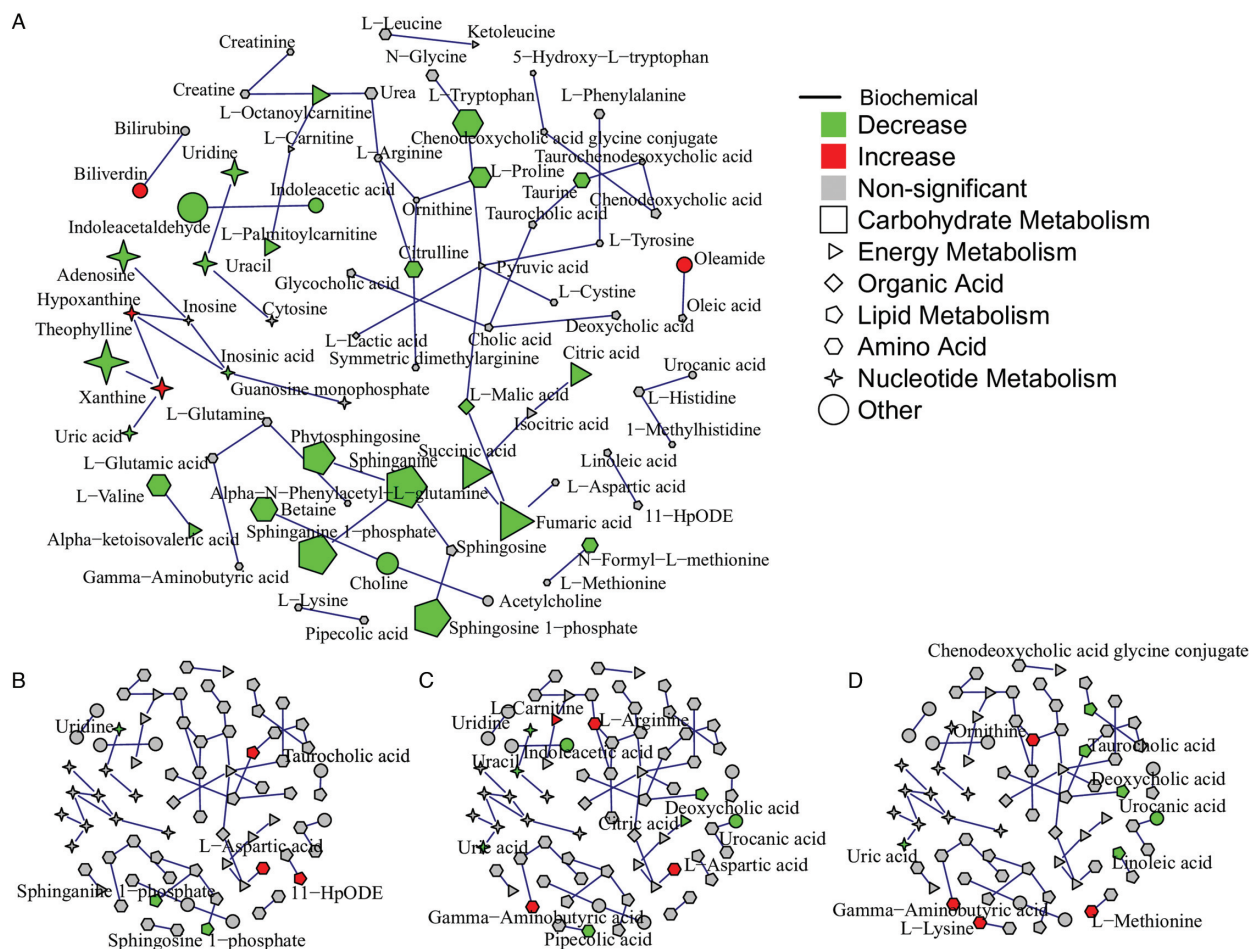 A
L−Leucine
Ketoleucine
Creatinine
N−Glycine
5−Hydroxy−L−tryptophan
Creatine
Urea
L−Tryptophan
L−Phenylalanine
L−Octanoylcarnitine
Bilirubin
L−Carnitine
Chenodeoxycholic acid glycine conjugate
Uridine
L−Arginine
Taurochenodesoxycholic acid
Biliverdin
Indoleacetic acid
L−Proline
Taurine
Chenodeoxycholic acid
Ornithine
Taurocholic acid
Indoleacetaldehyde
L−Palmitoylcarnitine
L−Tyrosine
Adenosine
Uracil
Citrulline
Pyruvic acid
Oleamide
Glycocholic acid
L−Cystine
Hypoxanthine
Inosine
Cytosine
Deoxycholic acid
Oleic acid
Theophylline
L−Lactic acid
Cholic acid
Inosinic acid
Symmetric dimethylarginine
Citric acid
Urocanic acid
Xanthine
Guanosine monophosphate
L−Malic acid
L−Histidine
L−Glutamine
Isocitric acid
Uric acid
Phytosphingosine
1−Methylhistidine
L−Glutamic acid
Sphinganine
Succinic acid
Linoleic acid
L−Valine
Alpha−N−Phenylacetyl−L−glutamine
L−Aspartic acid
Betaine
11−HpODE
Alpha−ketoisovaleric acid
Sphinganine 1−phosphate
Fumaric acid
Sphingosine
N−Formyl−L−methionine
Gamma−Aminobutyric acid
Choline
L−Methionine
L−Lysine
Acetylcholine
Pipecolic acid
Sphingosine 1−phosphate
Biochemical
Decrease
Increase
Non-significant
Carbohydrate Metabolism
Energy Metabolism
Organic Acid
Lipid Metabolism
Amino Acid
Nucleotide Metabolism
Other
B
Uridine
Taurocholic acid
L−Aspartic acid
Sphinganine 1−phosphate
11−HpODE
Sphingosine 1−phosphate
C
L−Carnitine
Uridine
L−Arginine
Indoleacetic acid
Uracil
Deoxycholic acid
Citric acid
Urocanic acid
Uric acid
L−Aspartic acid
Gamma−Aminobutyric acid
Pipecolic acid
D
Chenodeoxycholic acid glycine conjugate
Ornithine
Taurocholic acid
Deoxycholic acid
Urocanic acid
Uric acid
Linoleic acid
Gamma−Aminobutyric acid
L−Methionine
L−Lysine